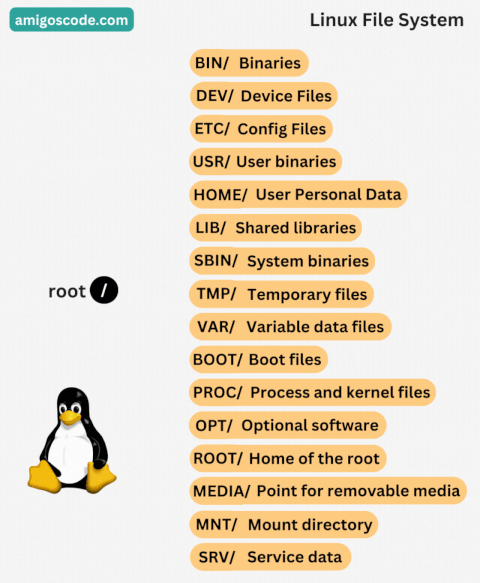 amigoscode.com
Linux File System
BIN/ Binaries
DEV/ Device Files
ETC/ Config Files
USR/ User binaries
HOME/ User Personal Data
LIB/ Shared libraries
SBIN/ System binaries
root /
TMP/ Temporary files
VAR/ Variable data files
BOOT/ Boot files
PROC/ Process and kernel files
OPT/ Optional software
ROOT/ Home of the root
MEDIA/ Point for removable media
MNT/ Mount directory
SRV/ Service data